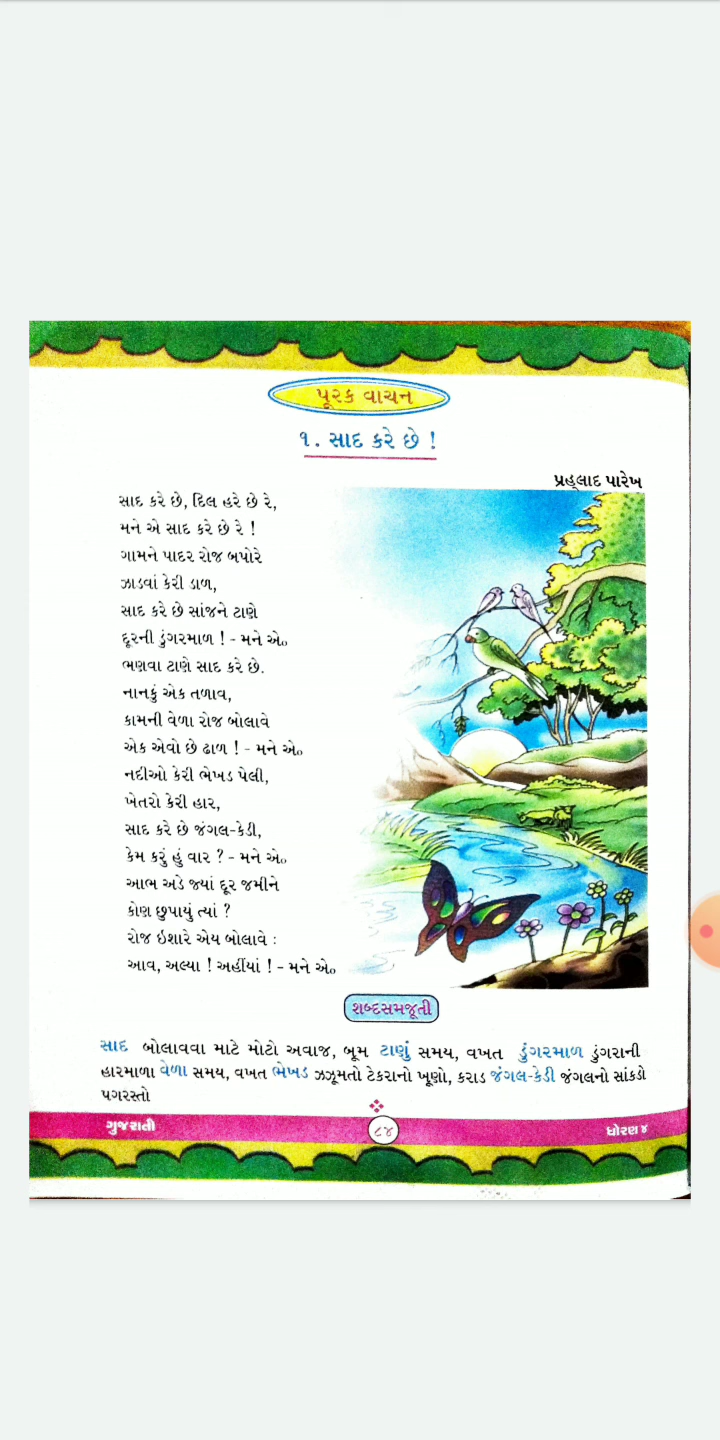 પૂરક વાચન
૧. સાદ કરે છે !
પ્રહ્લાદ પારેખ
સાદ કરે છે, દિલ હરે છે રે,
મને એ સાદ કરે છે રે !
ગામને પાદર રોજ બપોરે
ઝાડવાં કેરી ડાળ,
સાદ કરે છે સાંજને ટાણે
દૂરની ડુંગરમાળ ! - મને એ૦
ભણવા ટાણે સાદ કરે છે.
નાનકું એક તળાવ,
કામની વેળા રોજ બોલાવે
એક એવો છે ઢાળ ! - મને એ૦
નદીઓ કેરી ભેખડ પેલી,
ખેતરો કેરી હાર,
સાદ કરે છે જંગલ-કેડી,
કેમ કરું હું વાર ? - મને એ૦
આભ અડે જ્યાં દૂર જમીને
કોણ છુપાયું ત્યાં ?
રોજ ઇશારે એય બોલાવે :
આવ, અલ્યા ! અહીંયાં ! - મને એ૦
શબ્દસમજૂતી
સાદ બોલાવવા માટે મોટો અવાજ, બૂમ ટાણું સમય, વખત ડુંગરમાળ ડુંગરાની
હારમાળા વેળા સમય, વખત ભેખડ ઝઝૂમતો ટેકરાનો ખૂણો, કરાડ જંગલ-કેડી જંગલનો સાંકડો
પગરસ્તો
ગુજરાતી ૮૪ ધોરણ ૪